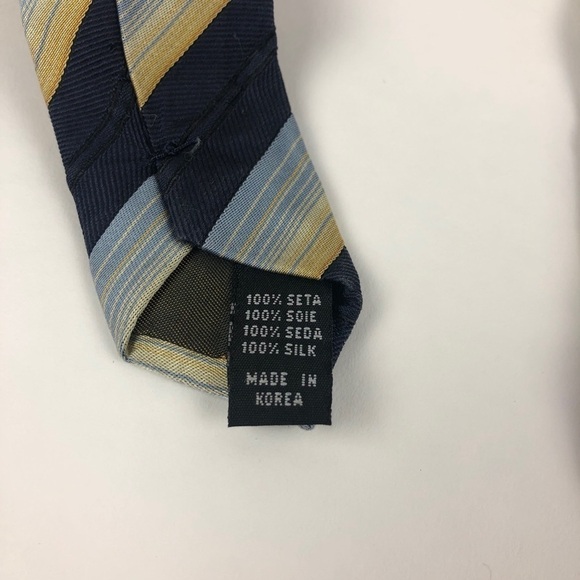 100% SETA
100% SOIE
100% SEDA
100% SILK
MADE IN
KOREA